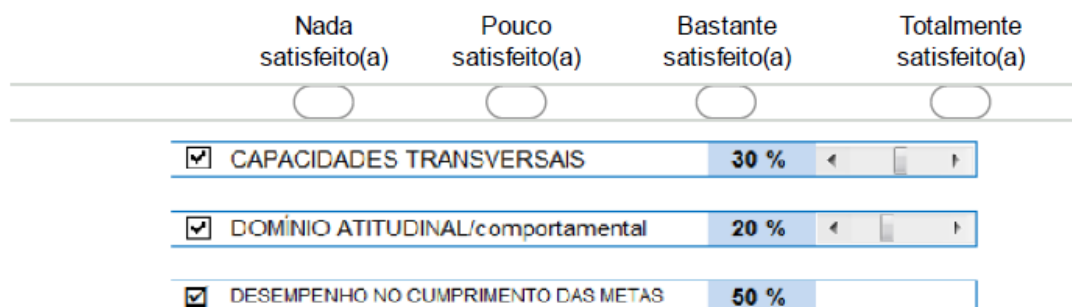 Nada Pouco Bastante Totalmente
satisfeito(a) satisfeito(a) satisfeito(a) satisfeito(a)
CAPACIDADES TRANSVERSAIS 30 %
DOMÍNIO ATITUDINAL/comportamental 20 %
DESEMPENHO NO CUMPRIMENTO DAS METAS 50 %